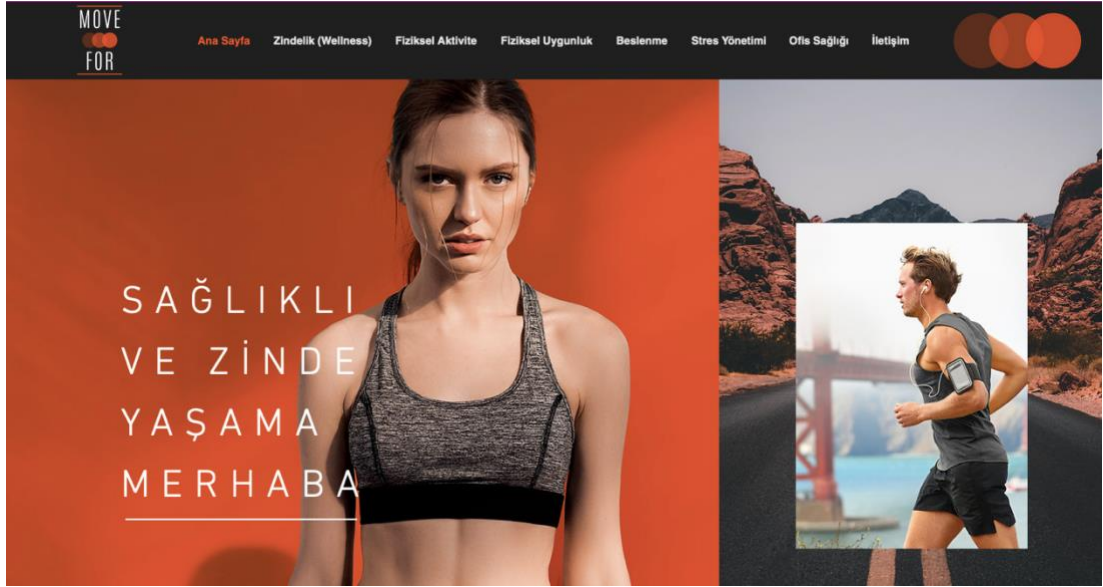 MOVE
FOR
Ana Sayfa Zindelik (Wellness) Fiziksel Aktivite Fiziksel Uygunluk Beslenme Stres Yönetimi Ofis Sağlığı İletişim
SAĞLIKLI
VE ZİNDE
YAŞAMA
MERHABA